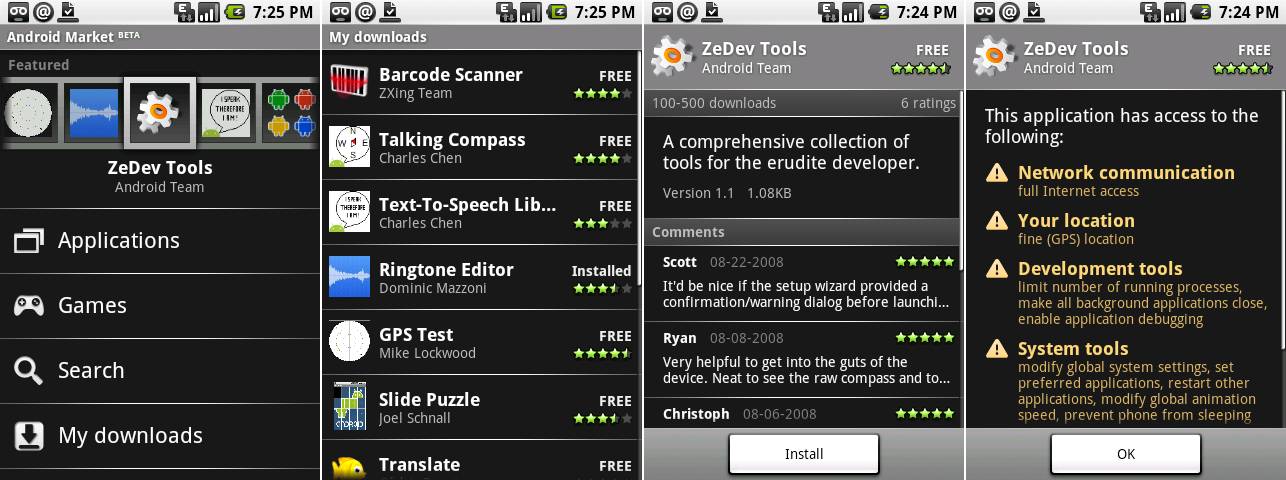 7:25 PM
Android Market BETA
Featured
I SPEAK
THEREFORE
I AM!
ZeDev Tools
Android Team
Applications
Games
Search
My downloads
7:25 PM
My downloads
Barcode Scanner
FREE
ZXing Team
N
W E
S
Talking Compass
FREE
Charles Chen
I SPEAK
THEREFORE
I AM!
Text-To-Speech Lib...
FREE
Charles Chen
Ringtone Editor
Installed
Dominic Mazzoni
GPS Test
FREE
Mike Lockwood
Slide Puzzle
FREE
Joel Schnall
Translate
FREE
7:24 PM
ZeDev Tools
FREE
Android Team
100-500 downloads
6 ratings
A comprehensive collection of
tools for the erudite developer.
Version 1.1 1.08KB
Comments
Scott 08-22-2008
It'd be nice if the setup wizard provided a
confirmation/warning dialog before launchi...
Ryan 08-08-2008
Very helpful to get into the guts of the
device. Neat to see the raw compass and to...
Christoph 08-06-2008
Install
7:24 PM
ZeDev Tools
FREE
Android Team
This application has access to the
following:
Network communication
full Internet access
Your location
fine (GPS) location
Development tools
limit number of running processes,
make all background applications close,
enable application debugging
System tools
modify global system settings, set
preferred applications, restart other
applications, modify global animation
speed, prevent phone from sleeping
OK